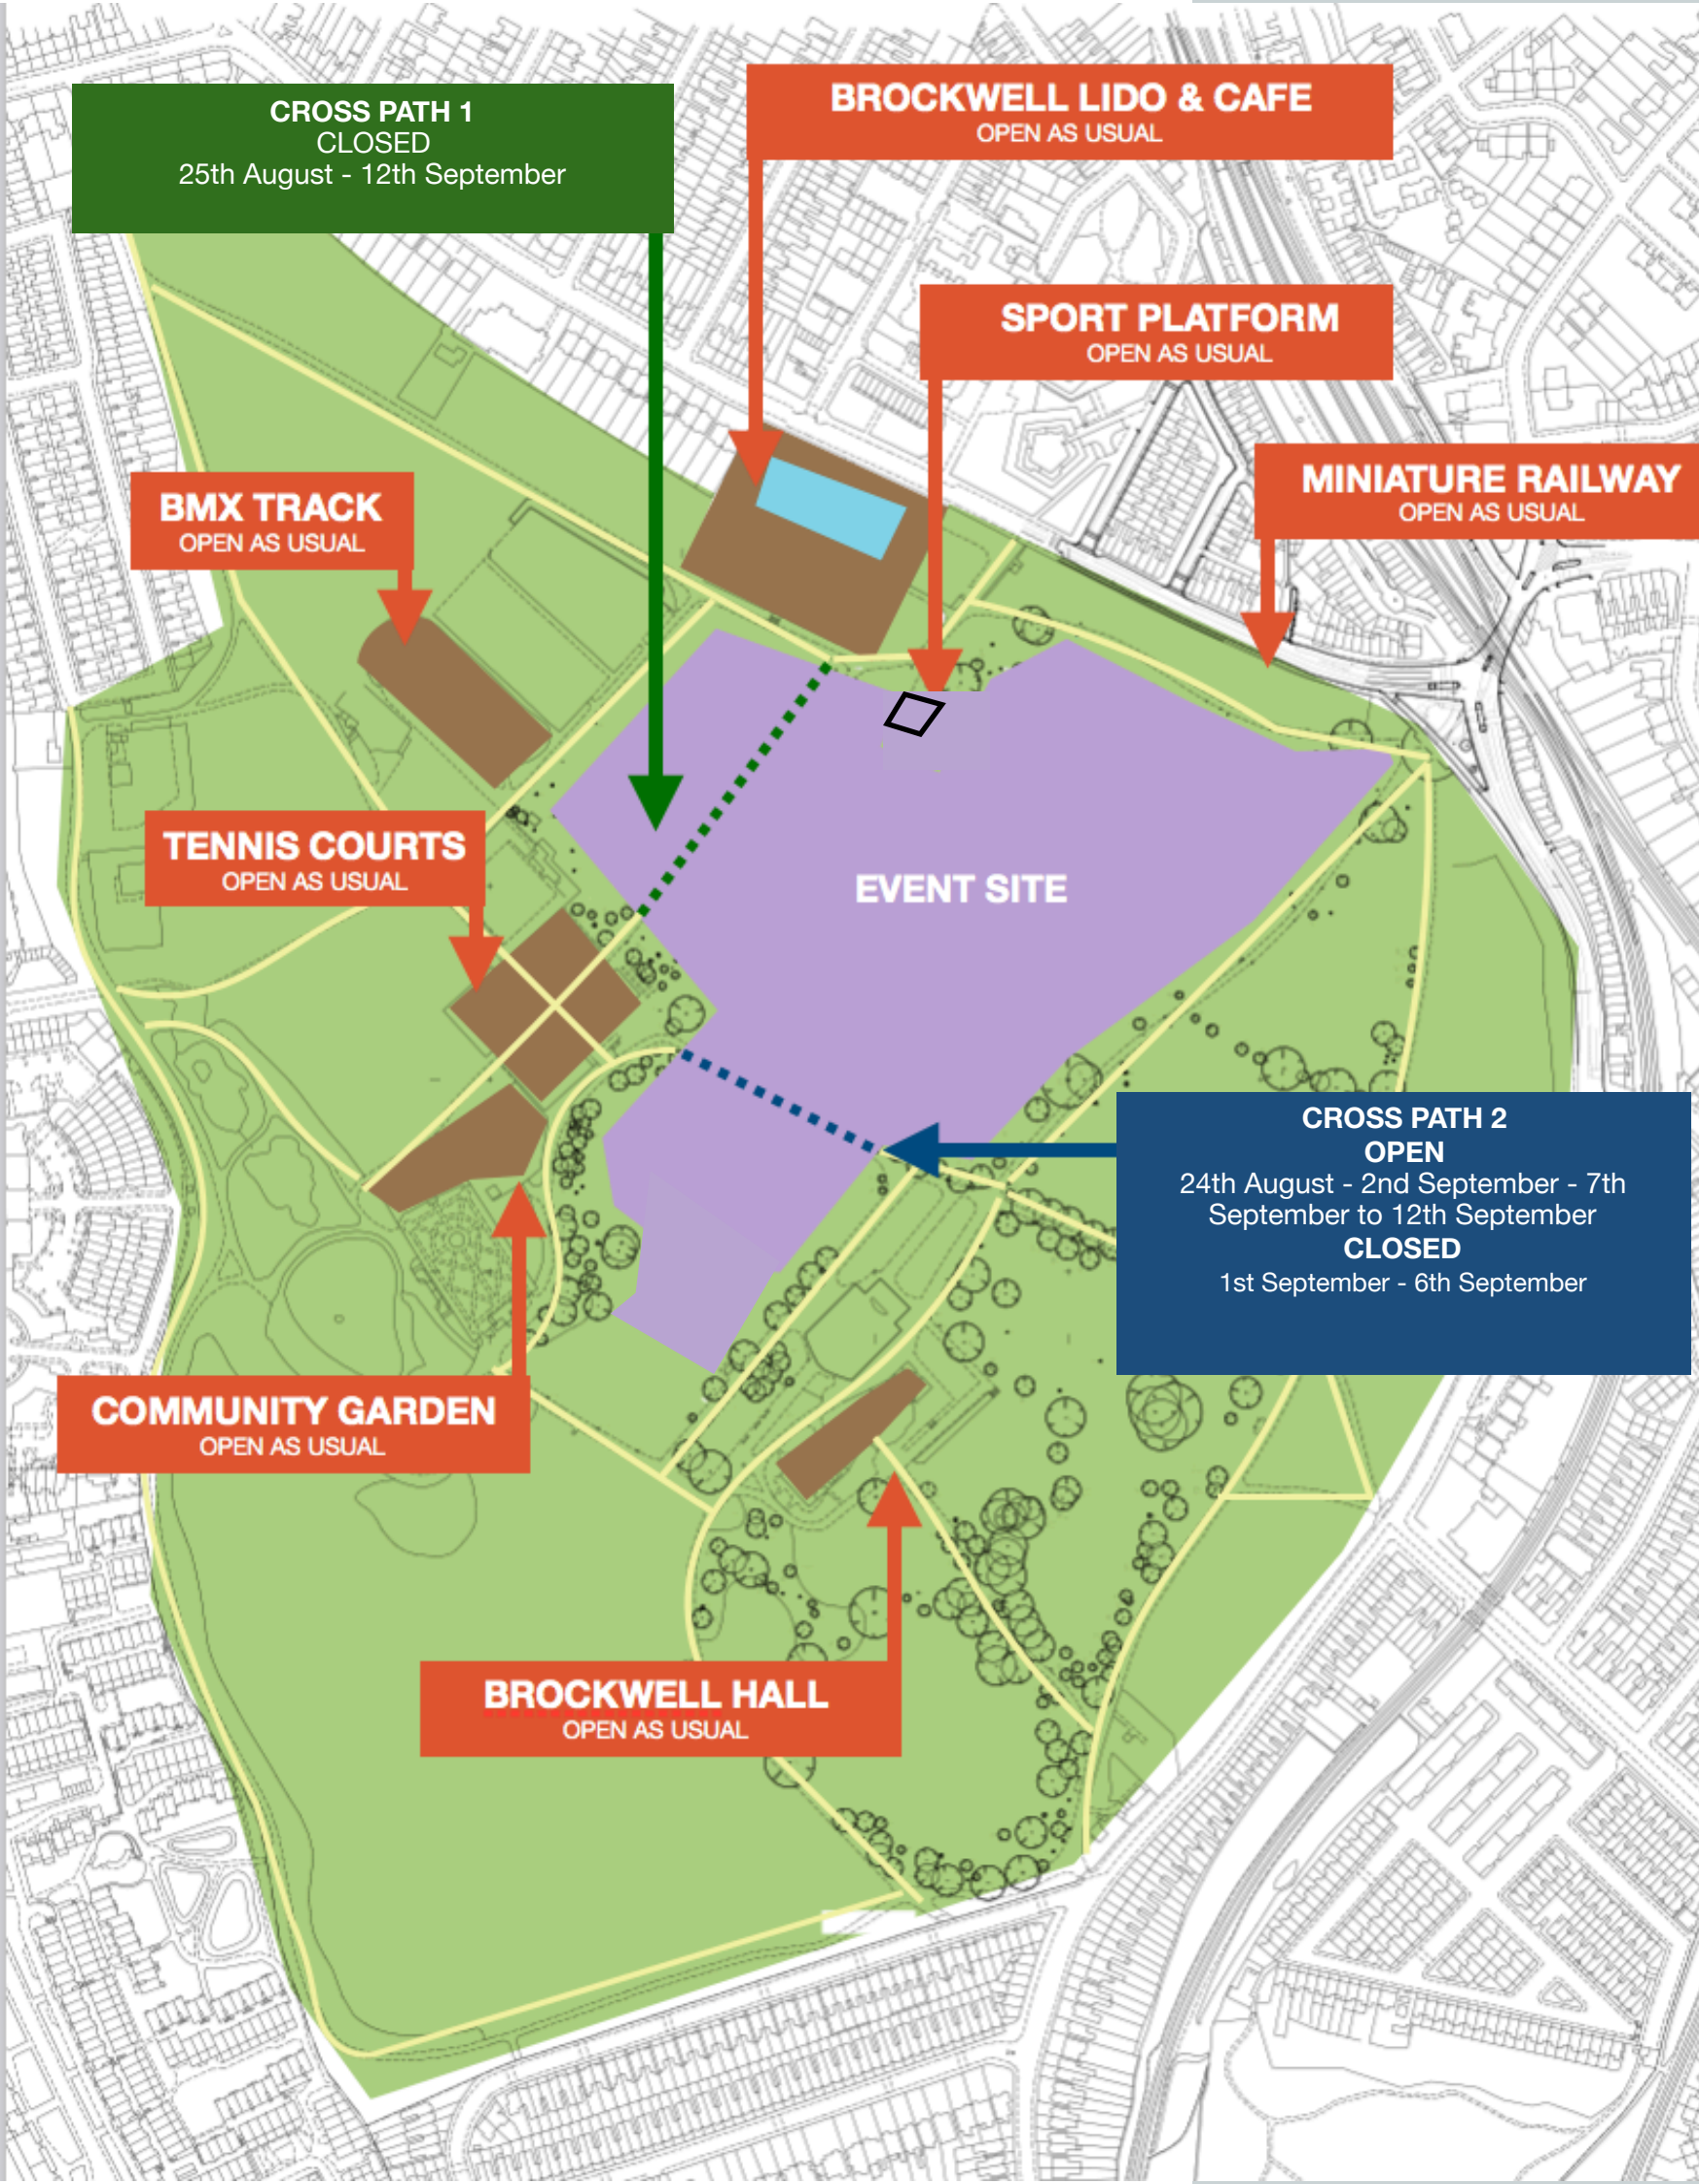 CROSS PATH 1
CLOSED
25th August - 12th September
BROCKWELL LIDO & CAFE
OPEN AS USUAL
SPORT PLATFORM
OPEN AS USUAL
MINIATURE RAILWAY
OPEN AS USUAL
BMX TRACK
OPEN AS USUAL
TENNIS COURTS
OPEN AS USUAL
EVENT SITE
CROSS PATH 2
OPEN
24th August - 2nd September - 7th
September to 12th September
CLOSED
1st September - 6th September
COMMUNITY GARDEN
OPEN AS USUAL
BROCKWELL HALL
OPEN AS USUAL